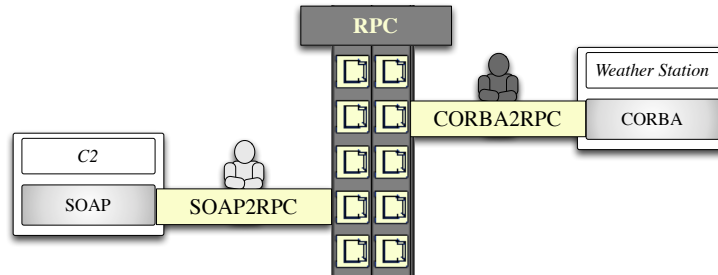 RPC
Weather Station
CORBA2RPC
CORBA
C2
SOAP
SOAP2RPC